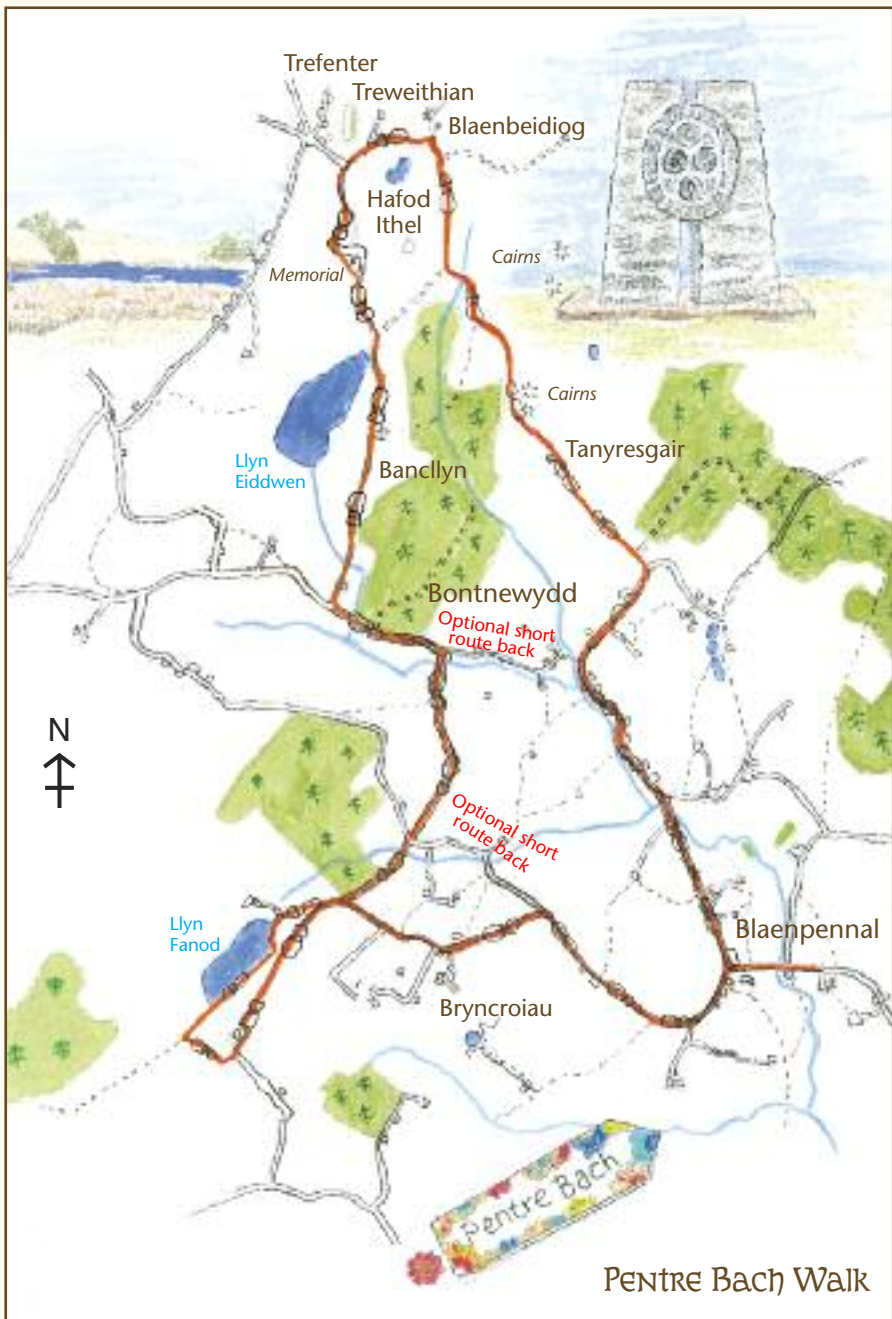 Trefenter
Treweithian
Blaenbeidiog
Hafod
Ithel
Memorial
Cairns
Cairns
Tanyresgair
Llyn
Eiddwen
Bancllyn
Bontnewydd
Optional short
route back
N
Optional short
route back
Llyn
Fanod
Blaenpennal
Bryncroiau
Pentre Bach
Pentre Bach Walk